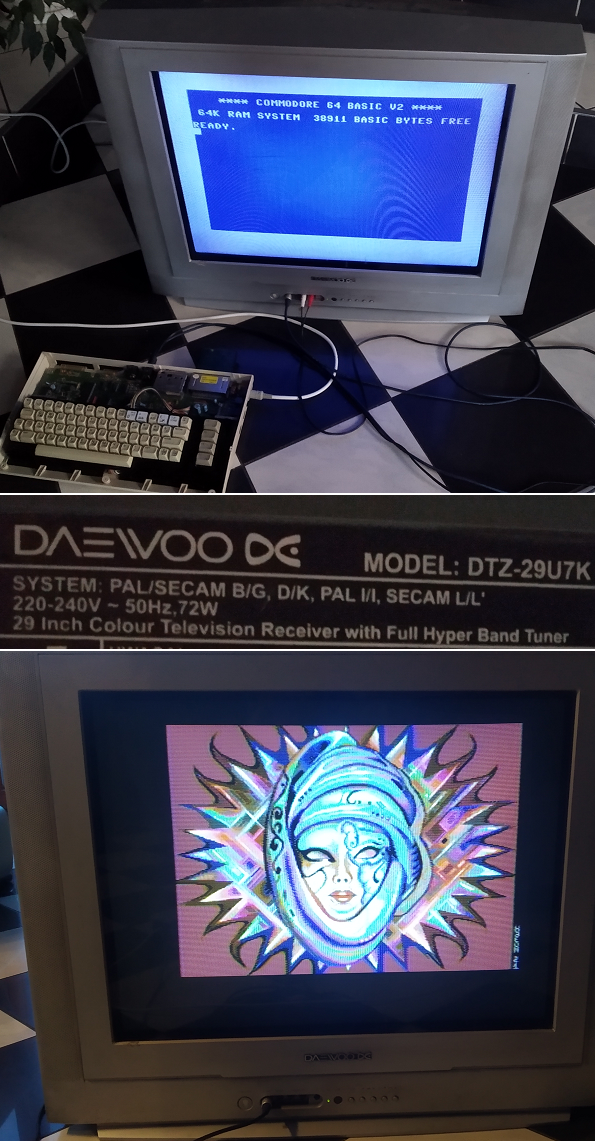 **** COMMODORE 64 BASIC V2 ****
64K RAM SYSTEM  38911 BASIC BYTES FREE
READY.
DAEWOO
MODEL: DTZ-29U7K
SYSTEM: PAL/SECAM B/G, D/K, PAL I/I, SECAM L/L'
220-240V ~ 50Hz,72W
29 Inch Colour Television Receiver with Full Hyper Band Tuner
DAEWOO